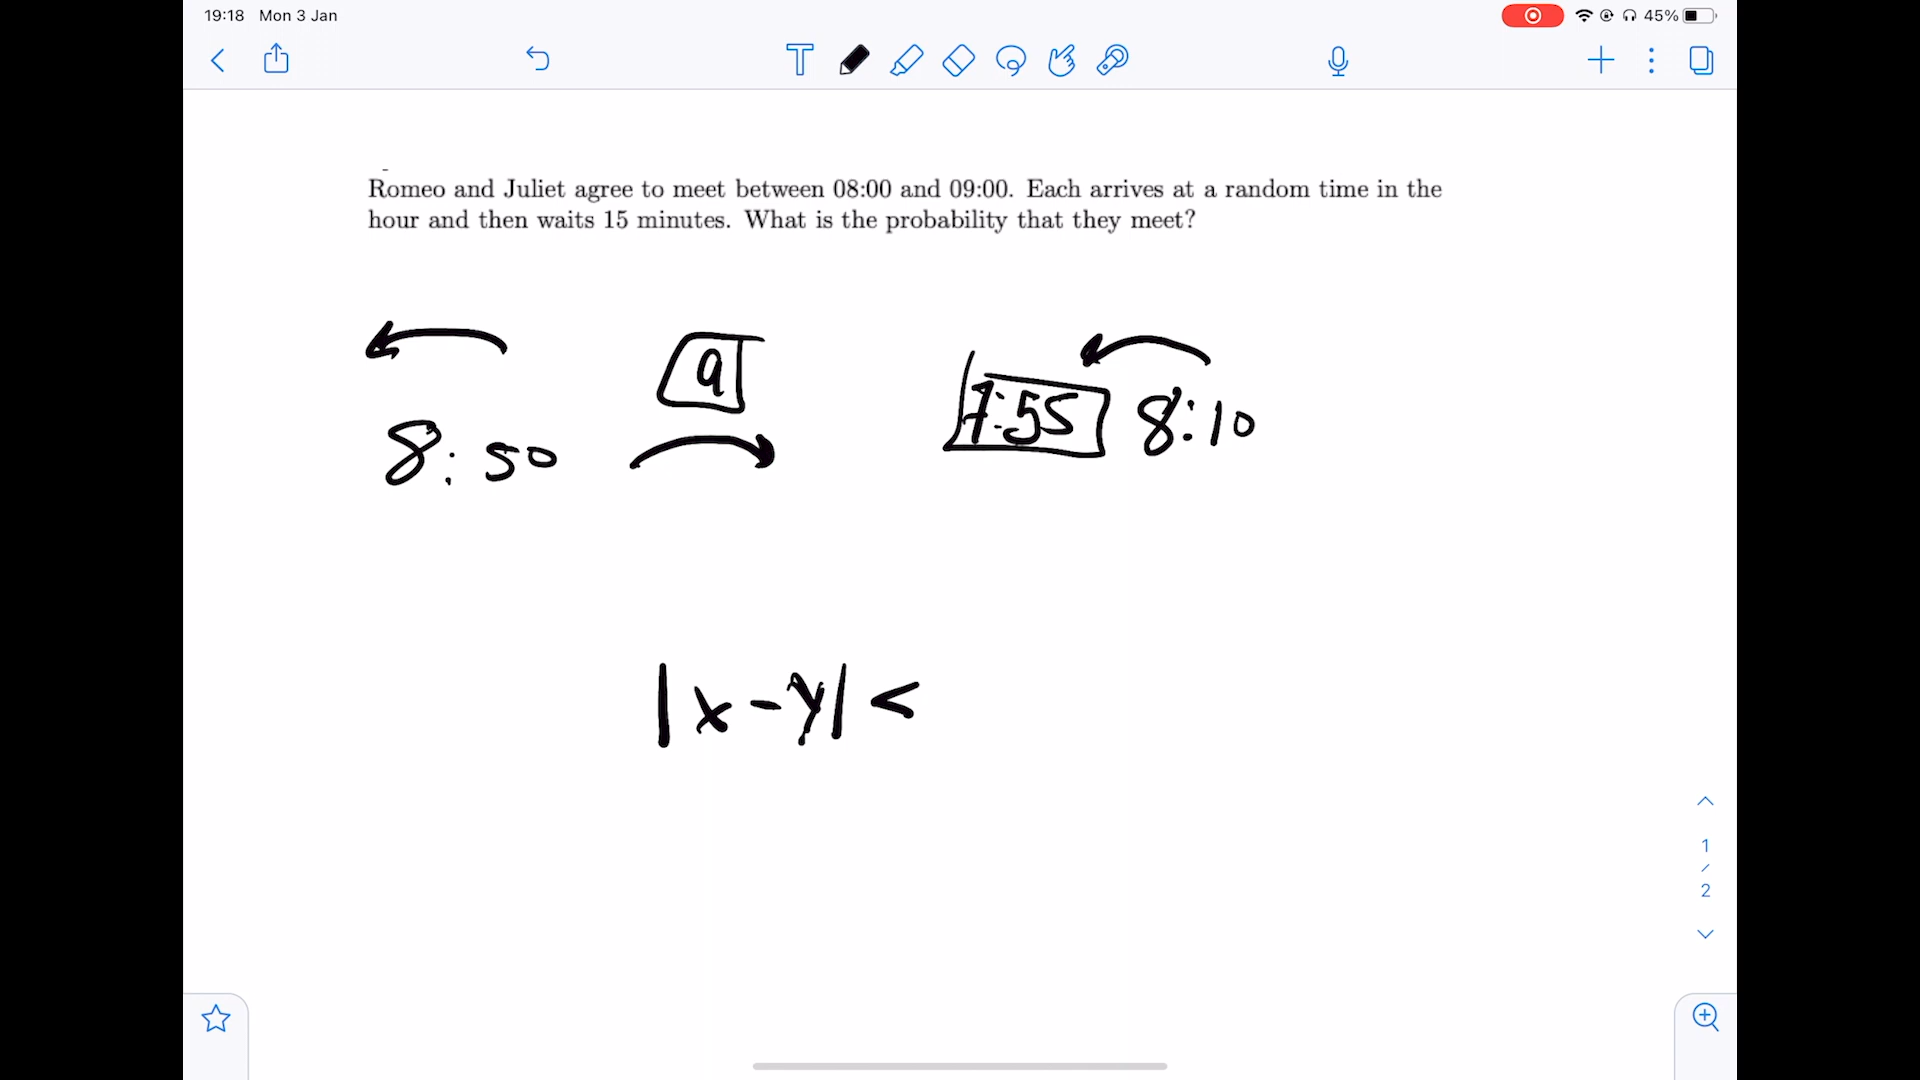 19:18 Mon 3 Jan
45%
T
Romeo and Juliet agree to meet between 08:00 and 09:00. Each arrives at a random time in the
hour and then waits 15 minutes. What is the probability that they meet?
9
8:50
7:55 8:10
|x-y| <
1
/
2